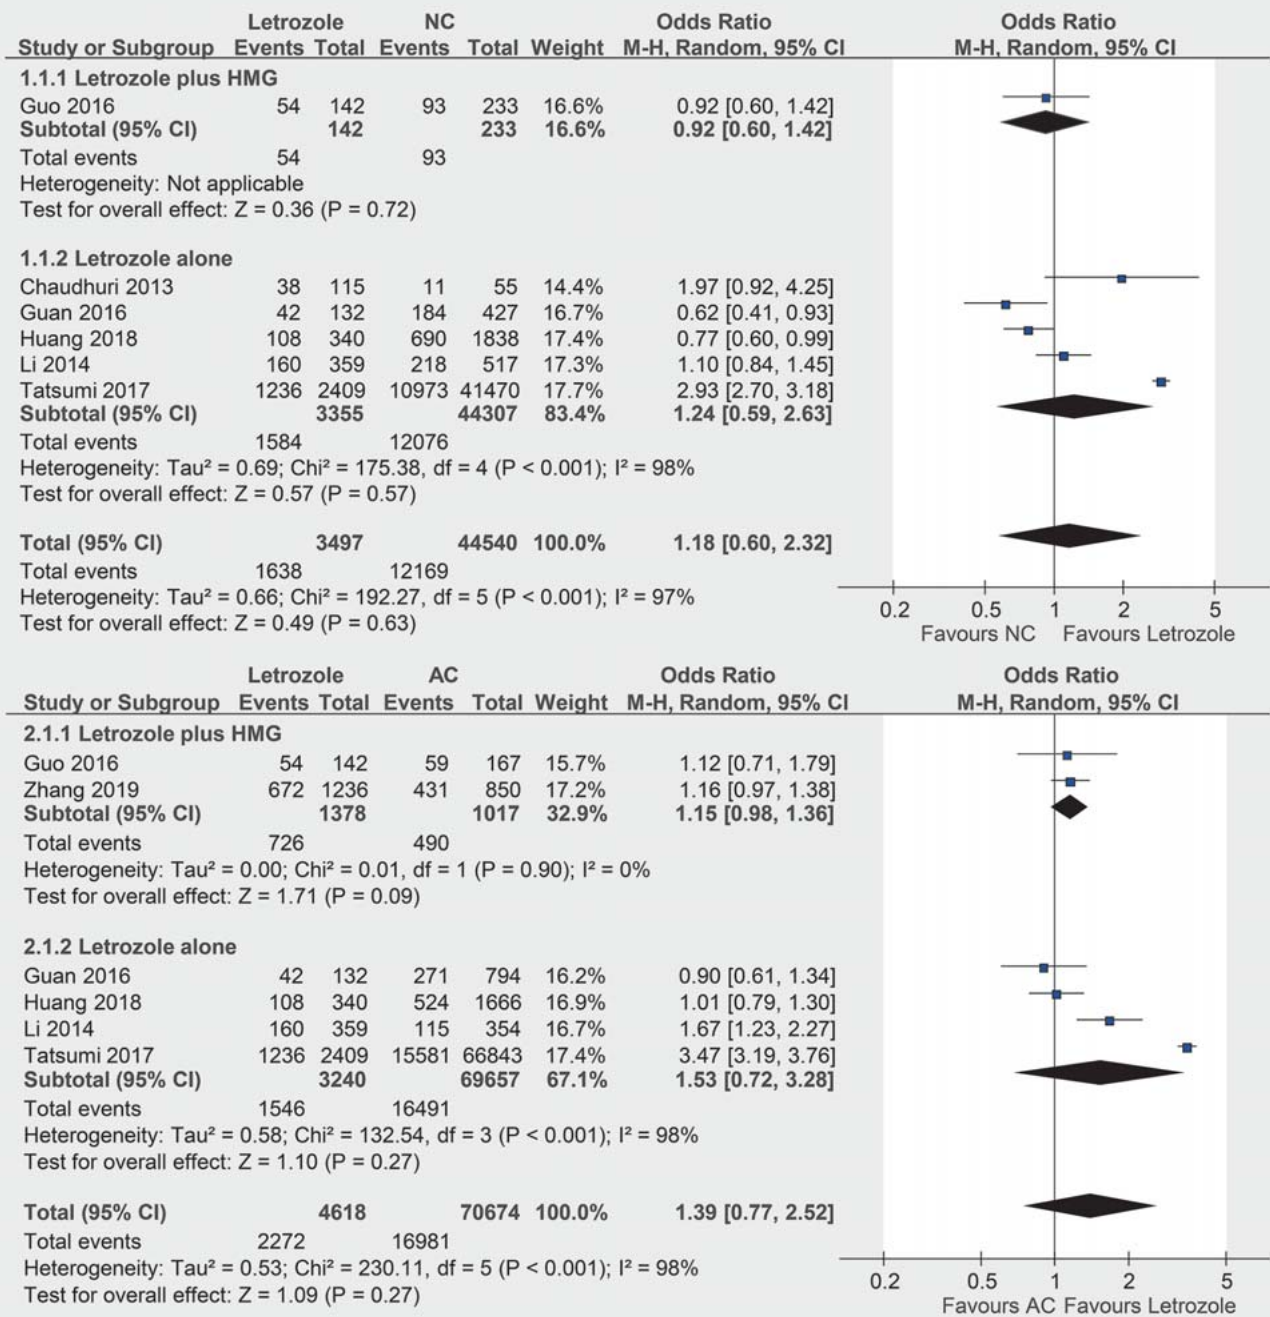 Letrozole NC Odds Ratio Odds Ratio
Study or Subgroup Events Total Events Total Weight M-H, Random, 95% CI M-H, Random, 95% CI
1.1.1 Letrozole plus HMG
Guo 2016 54 142 93 233 16.6% 0.92 [0.60, 1.42]
Subtotal (95% CI) 142 233 16.6% 0.92 [0.60, 1.42]
Total events 54 93
Heterogeneity: Not applicable
Test for overall effect: Z = 0.36 (P = 0.72)
1.1.2 Letrozole alone
Chaudhuri 2013 38 115 11 55 14.4% 1.97 [0.92, 4.25]
Guan 2016 42 132 184 427 16.7% 0.62 [0.41, 0.93]
Huang 2018 108 340 690 1838 17.4% 0.77 [0.60, 0.99]
Li 2014 160 359 218 517 17.3% 1.10 [0.84, 1.45]
Tatsumi 2017 1236 2409 10973 41470 17.7% 2.93 [2.70, 3.18]
Subtotal (95% CI) 3355 44307 83.4% 1.24 [0.59, 2.63]
Total events 1584 12076
Heterogeneity: Tau² = 0.69; Chi² = 175.38, df = 4 (P < 0.001); I² = 98%
Test for overall effect: Z = 0.57 (P = 0.57)
Total (95% CI) 3497 44540 100.0% 1.18 [0.60, 2.32]
Total events 1638 12169
Heterogeneity: Tau² = 0.66; Chi² = 192.27, df = 5 (P < 0.001); I² = 97%
Test for overall effect: Z = 0.49 (P = 0.63)
0.2 0.5 1 2 5
Favours NC Favours Letrozole
Letrozole AC Odds Ratio Odds Ratio
Study or Subgroup Events Total Events Total Weight M-H, Random, 95% CI M-H, Random, 95% CI
2.1.1 Letrozole plus HMG
Guo 2016 54 142 59 167 15.7% 1.12 [0.71, 1.79]
Zhang 2019 672 1236 431 850 17.2% 1.16 [0.97, 1.38]
Subtotal (95% CI) 1378 1017 32.9% 1.15 [0.98, 1.36]
Total events 726 490
Heterogeneity: Tau² = 0.00; Chi² = 0.01, df = 1 (P = 0.90); I² = 0%
Test for overall effect: Z = 1.71 (P = 0.09)
2.1.2 Letrozole alone
Guan 2016 42 132 271 794 16.2% 0.90 [0.61, 1.34]
Huang 2018 108 340 524 1666 16.9% 1.01 [0.79, 1.30]
Li 2014 160 359 115 354 16.7% 1.67 [1.23, 2.27]
Tatsumi 2017 1236 2409 15581 66843 17.4% 3.47 [3.19, 3.76]
Subtotal (95% CI) 3240 69657 67.1% 1.53 [0.72, 3.28]
Total events 1546 16491
Heterogeneity: Tau² = 0.58; Chi² = 132.54, df = 3 (P < 0.001); I² = 98%
Test for overall effect: Z = 1.10 (P = 0.27)
Total (95% CI) 4618 70674 100.0% 1.39 [0.77, 2.52]
Total events 2272 16981
Heterogeneity: Tau² = 0.53; Chi² = 230.11, df = 5 (P < 0.001); I² = 98%
Test for overall effect: Z = 1.09 (P = 0.27)
0.2 0.5 1 2 5
Favours AC Favours Letrozole